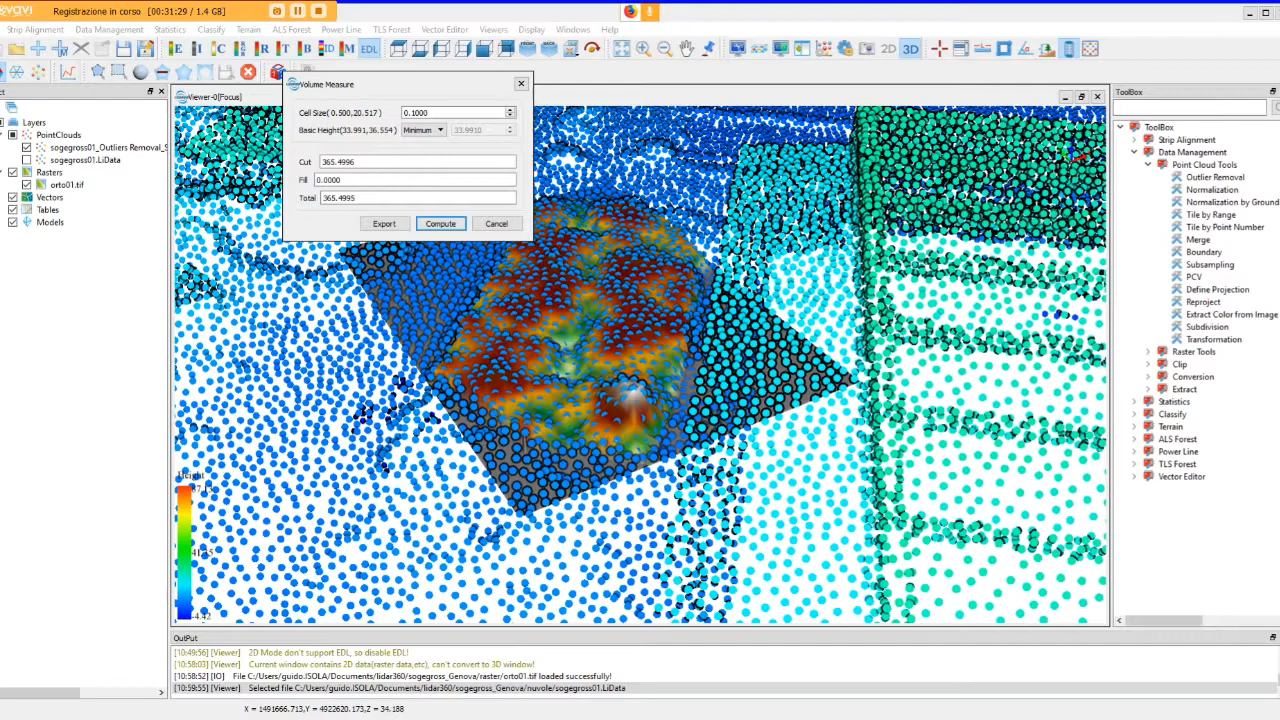 Registrazione in corso [00:31:29 / 1.4 GB]
Strip Alignment Data Management Statistics Classify Terrain ALS Forest Power Line TLS Forest Vector Editor Viewers Display Windows Help
EDL 2D 3D
Volume Measure
Cell Size( 0.500,20.517 ) 0.1000
Basic Height(33.991,36.554 ) Minimum 33.9910
Cut 365.4996
Fill 0.0000
Total 365.4995
Export Compute Cancel
Viewer-0[Focus]
Layers
PointClouds
sogegross01_Outliers Removal_S
sogegross01.LiData
Rasters
orto01.tif
Vectors
Tables
Models
41.35
-4.42
ToolBox
ToolBox
Strip Alignment
Data Management
Point Cloud Tools
Outlier Removal
Normalization
Normalization by Ground
Tile by Range
Tile by Point Number
Merge
Boundary
Subsampling
PCV
Define Projection
Reproject
Extract Color from Image
Subdivision
Transformation
Raster Tools
Clip
Conversion
Extract
Statistics
Classify
Terrain
ALS Forest
Power Line
TLS Forest
Vector Editor
OutPut
[10:49:56] [Viewer] 2D Mode don't support EDL, so disable EDL!
[10:58:03] [Viewer] Current window contains 2D data(raster data,etc), can't convert to 3D window!
[10:58:52] [IO] File C:/Users/guido.ISOLA/Documents/lidar360/sogegross_Genova/raster/orto01.tif loaded successfully!
[10:59:55] [Viewer] Selected file C:/Users/guido.ISOLA/Documents/lidar360/sogegross_Genova/nuvole/sogegross01.LiData
X = 1491666.713, Y = 4922620.173, Z = 34.188